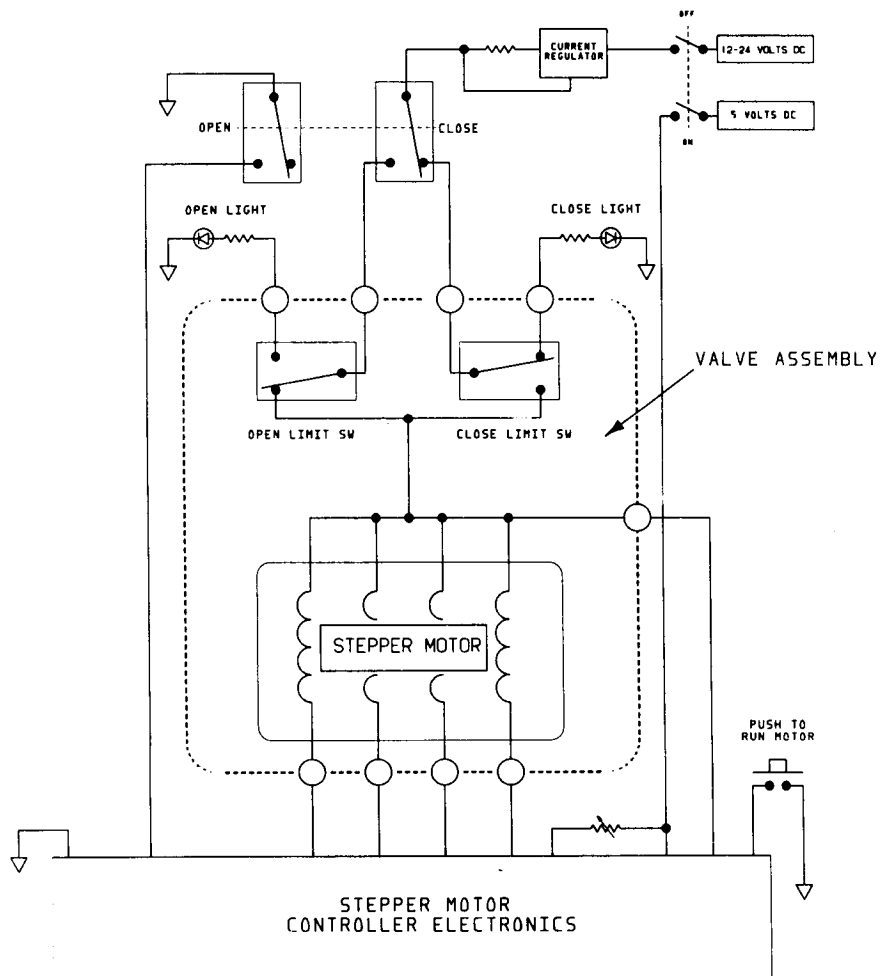 OFF
CURRENT
REGULATOR
12-24 VOLTS DC
5 VOLTS DC
ON
OPEN
CLOSE
OPEN LIGHT
CLOSE LIGHT
VALVE ASSEMBLY
OPEN LIMIT SW
CLOSE LIMIT SW
STEPPER MOTOR
PUSH TO
RUN MOTOR
STEPPER MOTOR
CONTROLLER ELECTRONICS